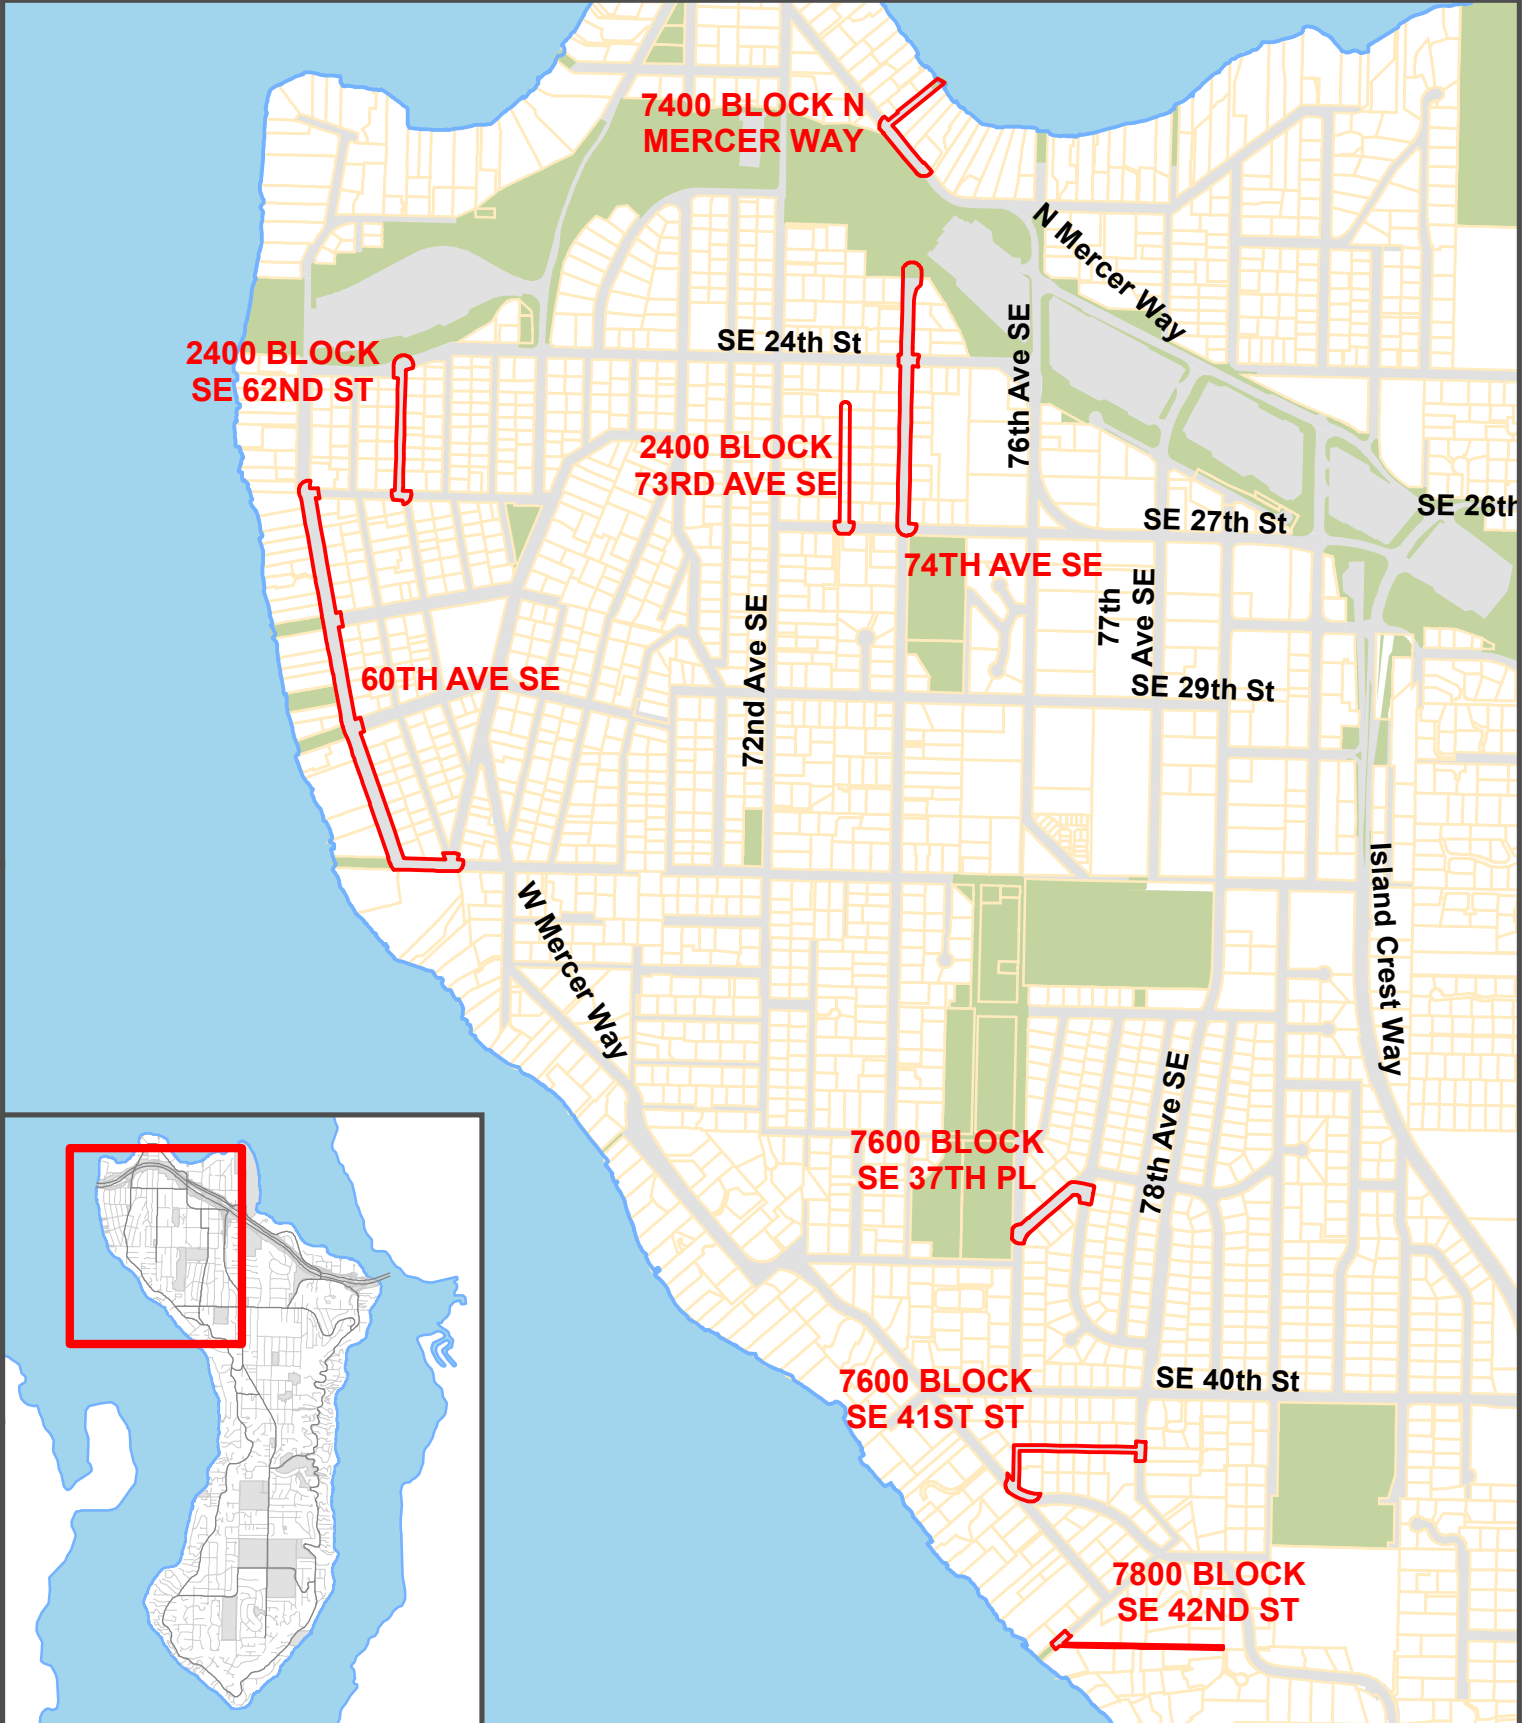 7400 BLOCK N
MERCER WAY
N Mercer Way
SE 24th St
76th Ave SE
2400 BLOCK
SE 62ND ST
2400 BLOCK
73RD AVE SE
SE 26th
SE 27th St
74TH AVE SE
77th
Ave SE
72nd Ave SE
60TH AVE SE
SE 29th St
Island Crest Way
W Mercer Way
78th Ave SE
7600 BLOCK
SE 37TH PL
7600 BLOCK
SE 41ST ST
SE 40th St
7800 BLOCK
SE 42ND ST